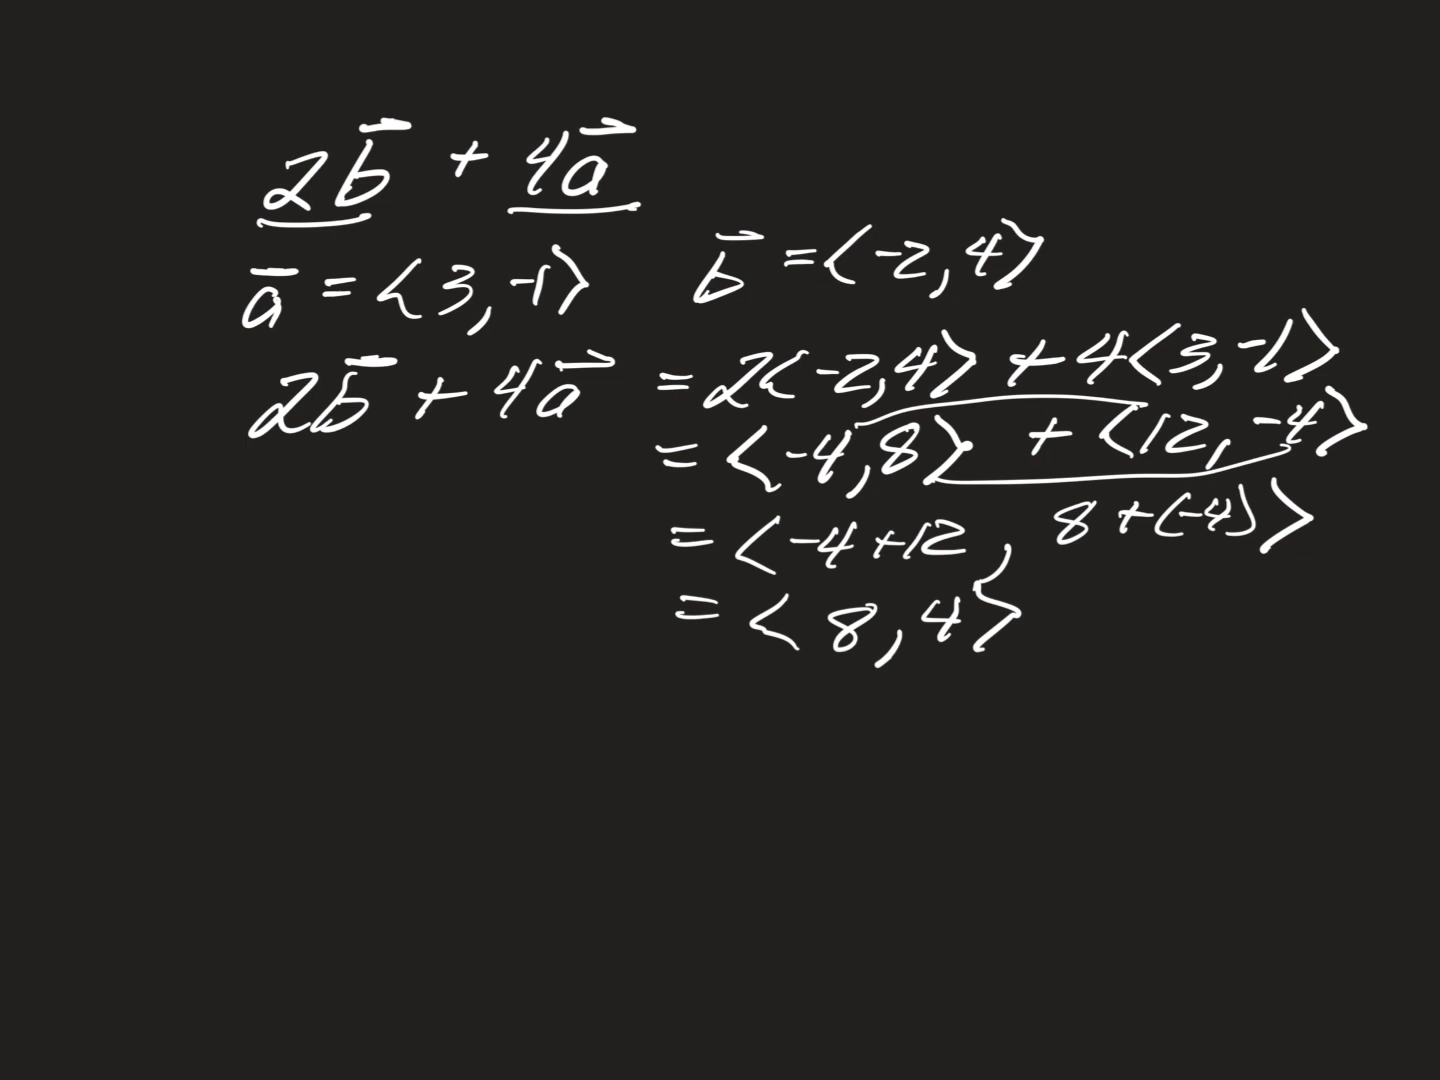 2b⃗ + 4a⃗
a⃗ = ⟨3, -1⟩ b⃗ = ⟨-2, 4⟩
2b⃗ + 4a⃗ = 2⟨-2, 4⟩ + 4⟨3, -1⟩
= ⟨-4, 8⟩ + ⟨12, -4⟩
= ⟨-4 + 12, 8 + (-4)⟩
= ⟨8, 4⟩